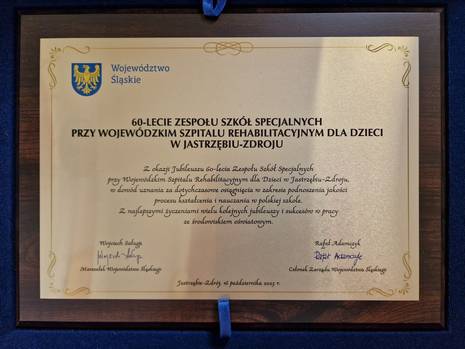 Województwo
Śląskie
60-LECIE ZESPOŁU SZKÓŁ SPECJALNYCH
PRZY WOJEWÓDZKIM SZPITALU REHABILITACYJNYM DLA DZIECI
W JASTRZĘBIU-ZDROJU
Z okazji Jubileuszu 60-lecia Zespołu Szkół Specjalnych
przy Wojewódzkim Szpitalu Rehabilitacyjnym dla Dzieci w Jastrzębiu-Zdroju,
w dowód uznania za dotychczasowe osiągnięcia w zakresie podnoszenia jakości
procesu kształcenia i nauczania w polskiej szkole.
Z najlepszymi życzeniami wielu kolejnych jubileuszy i sukcesów w pracy
ze środowiskiem oświatowym.
Wojciech Saługa
Marszałek Województwa Śląskiego
Rafał Adamczyk
Rafał Adamczyk
Członek Zarządu Województwa Śląskiego
Jastrzębie-Zdrój, 16 października 2025 r.